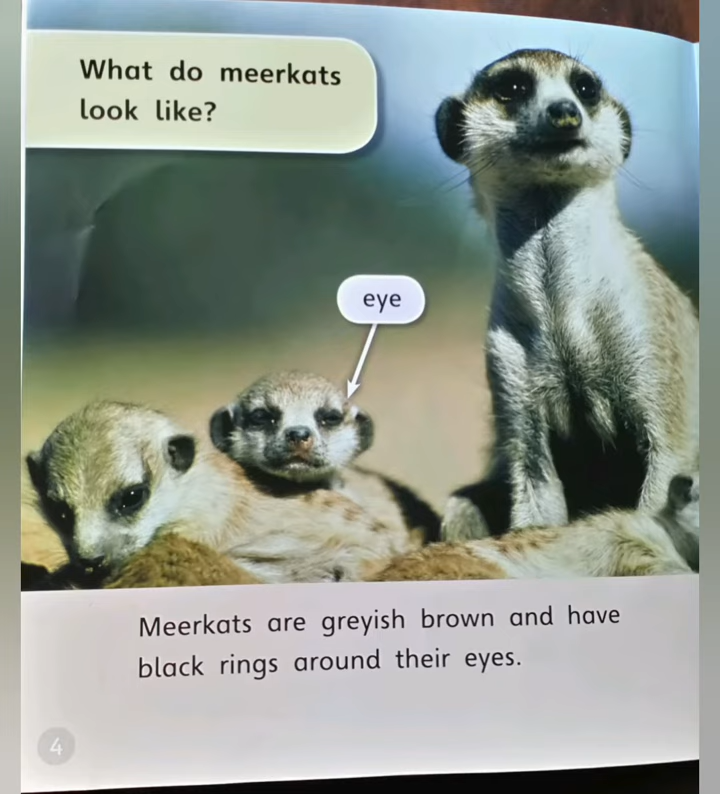 What do meerkats
look like?
eye
Meerkats are greyish brown and have
black rings around their eyes.
4